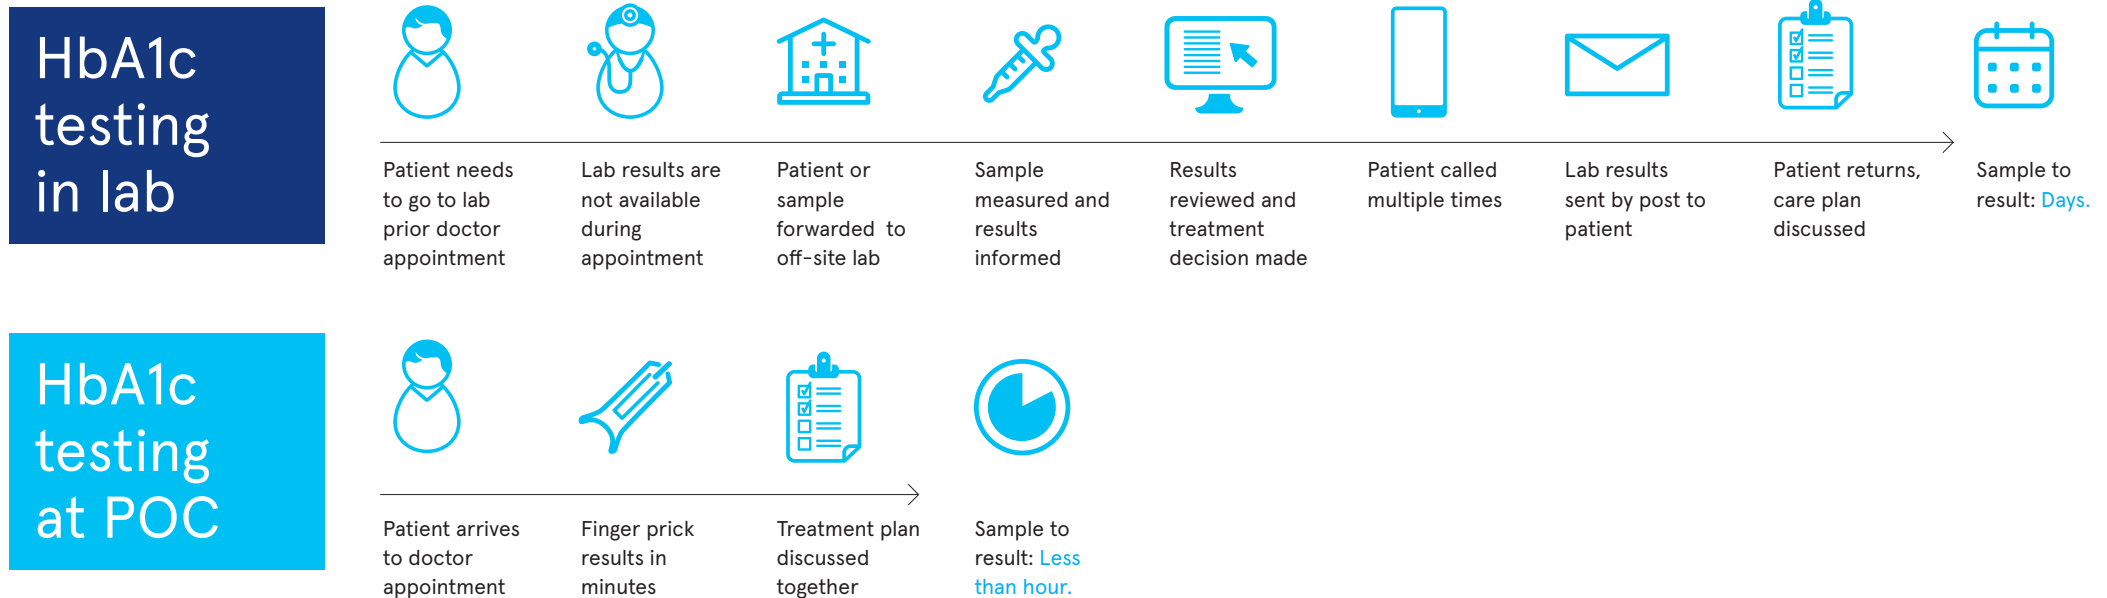 HbA1c
testing
in lab
Patient needs
to go to lab
prior doctor
appointment
Lab results are
not available
during
appointment
Patient or
sample
forwarded to
off-site lab
Sample
measured and
results
informed
Results
reviewed and
treatment
decision made
Patient called
multiple times
Lab results
sent by post to
patient
Patient returns,
care plan
discussed
Sample to
result: Days.
HbA1c
testing
at POC
Patient arrives
to doctor
appointment
Finger prick
results in
minutes
Treatment plan
discussed
together
Sample to
result: Less
than hour.